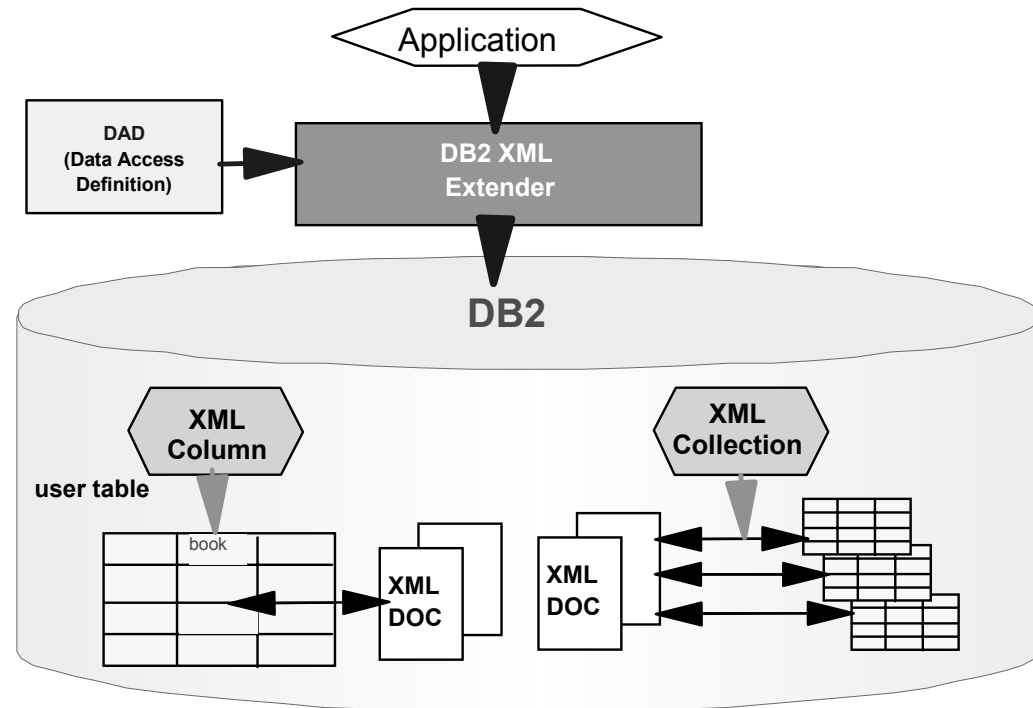 Application
DAD
(Data Access
Definition)
DB2 XML
Extender
DB2
XML
Column
XML
Collection
user table
book
XML
DOC
XML
DOC